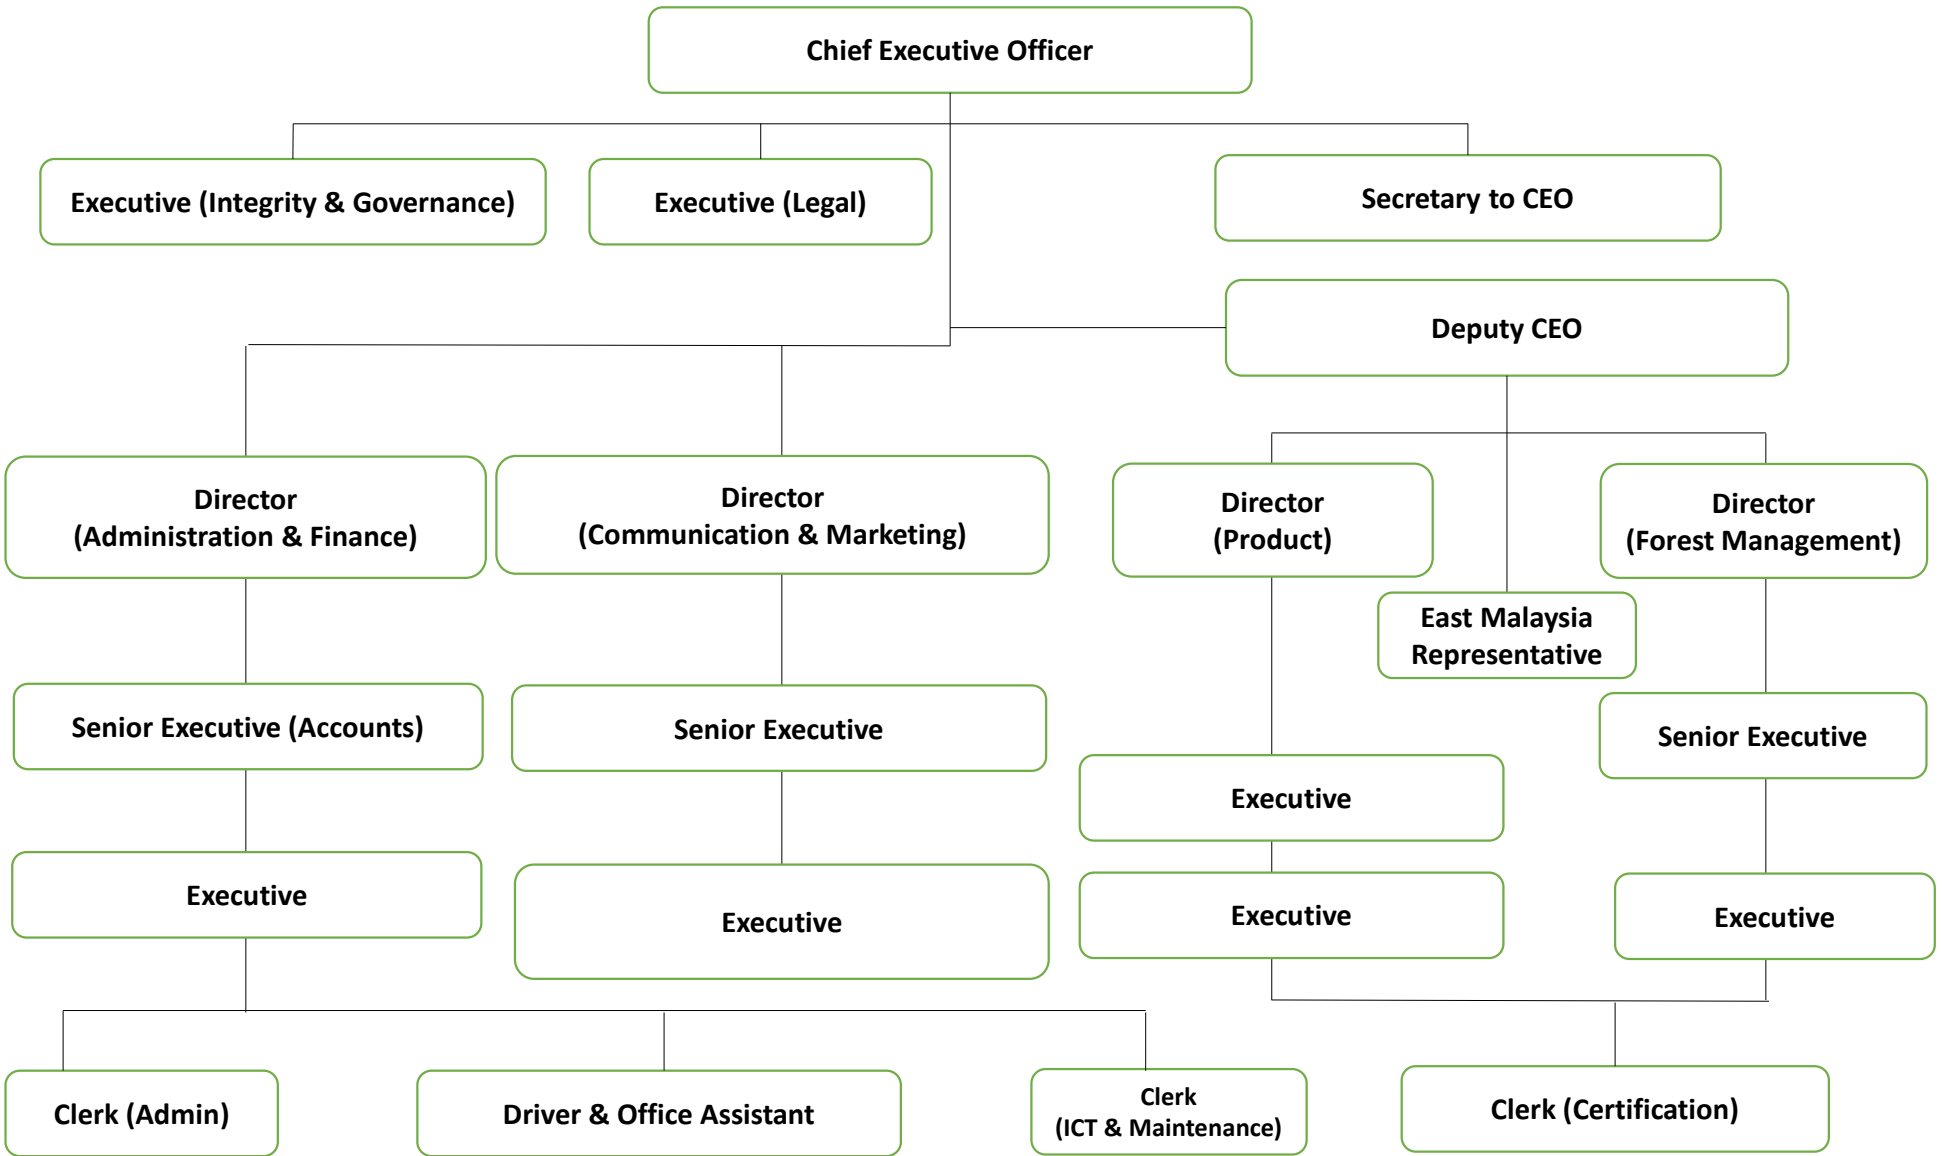 Chief Executive Officer
Executive (Integrity & Governance)
Executive (Legal)
Secretary to CEO
Deputy CEO
Director
(Administration & Finance)
Director
(Communication & Marketing)
Director
(Product)
Director
(Forest Management)
East Malaysia
Representative
Senior Executive (Accounts)
Senior Executive
Senior Executive
Executive
Executive
Executive
Executive
Executive
Clerk (Admin)
Driver & Office Assistant
Clerk
(ICT & Maintenance)
Clerk (Certification)